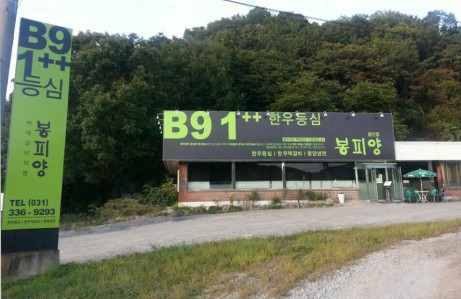 B9
1++
등심
봉피양
TEL (031)
336-9293
B9 1++ 한우등심
한우등심 | 한우떡갈비 | 평양냉면
봉피양